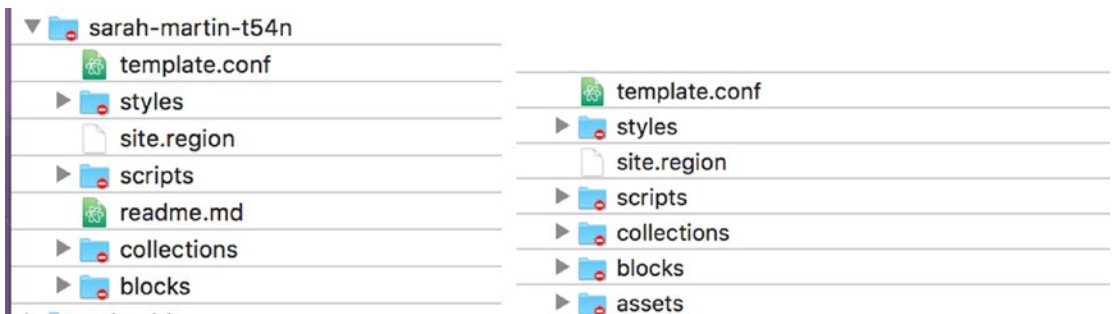 sarah-martin-t54n
template.conf
styles
site.region
scripts
readme.md
collections
blocks
template.conf
styles
site.region
scripts
collections
blocks
assets